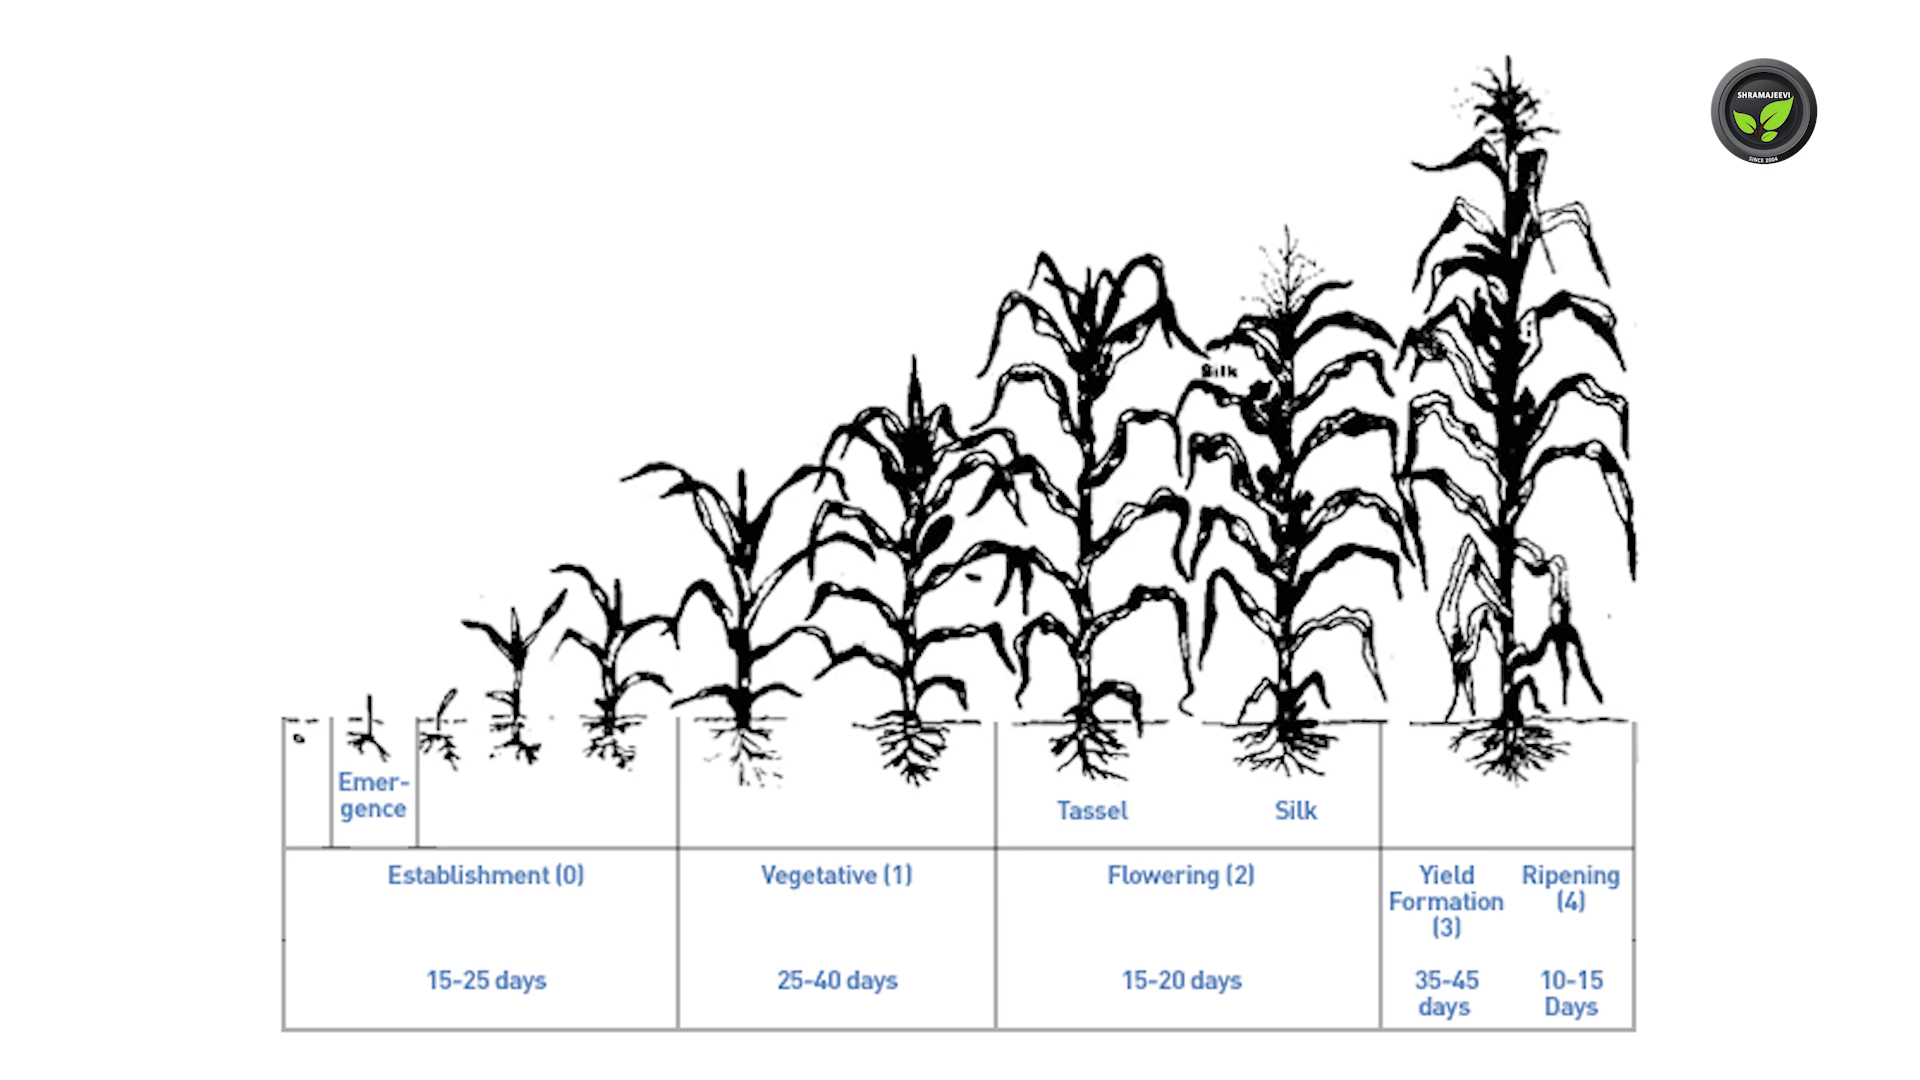 SHRAMAJEEVI
SINCE 2004
Silk
Emer-
gence
Tassel
Silk
Establishment (0)
Vegetative (1)
Flowering (2)
Yield
Formation
(3)
Ripening
(4)
15-25 days
25-40 days
15-20 days
35-45
days
10-15
Days